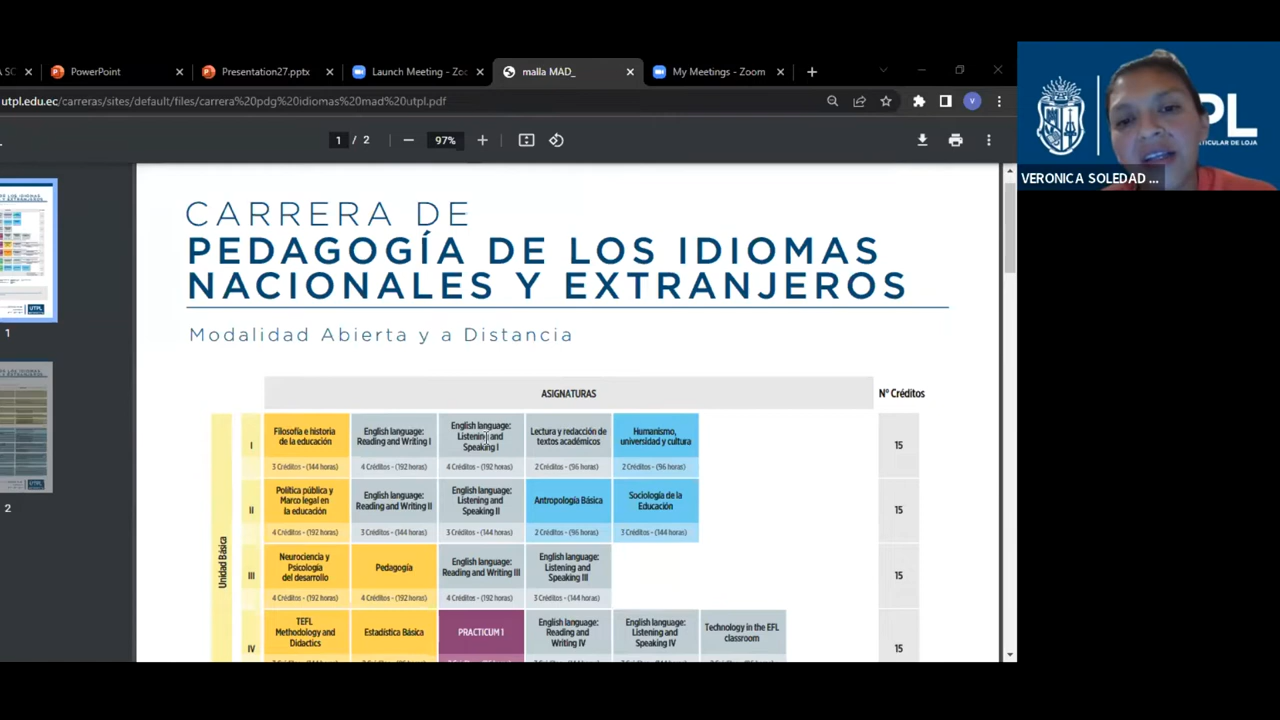 A SC
PowerPoint
Presentation27.pptx
Launch Meeting - Zoo
malla MAD_
My Meetings - Zoom
utpl.edu.ec/carreras/sites/default/files/carrera%20pdg%20idiomas%20mad%20utpl.pdf
V
1 / 2
97%
PL
TICULAR DE LOJA
VERONICA SOLEDAD ...
CARRERA DE
PEDAGOGÍA DE LOS IDIOMAS
NACIONALES Y EXTRANJEROS
Modalidad Abierta y a Distancia
1
2
ASIGNATURAS
Nº Créditos
Unidad Básica
I
Filosofía e historia
de la educación
3 Créditos - (144 horas)
English language:
Reading and Writing I
4 Créditos - (192 horas)
English language:
Listening and
Speaking I
4 Créditos - (192 horas)
Lectura y redacción de
textos académicos
2 Créditos - (96 horas)
Humanismo,
universidad y cultura
2 Créditos - (96 horas)
15
II
Política pública y
Marco legal en
la educación
4 Créditos - (192 horas)
English language:
Reading and Writing II
3 Créditos - (144 horas)
English language:
Listening and
Speaking II
3 Créditos - (144 horas)
Antropología Básica
2 Créditos - (96 horas)
Sociología de la
Educación
3 Créditos - (144 horas)
15
III
Neurociencia y
Psicología
del desarrollo
4 Créditos - (192 horas)
Pedagogía
4 Créditos - (192 horas)
English language:
Reading and Writing III
4 Créditos - (192 horas)
English language:
Listening and
Speaking III
3 Créditos - (144 horas)
15
IV
TEFL
Methodology and
Didactics
Estadística Básica
PRACTICUM 1
English language:
Reading and
Writing IV
English language:
Listening and
Speaking IV
Technology in the EFL
classroom
15